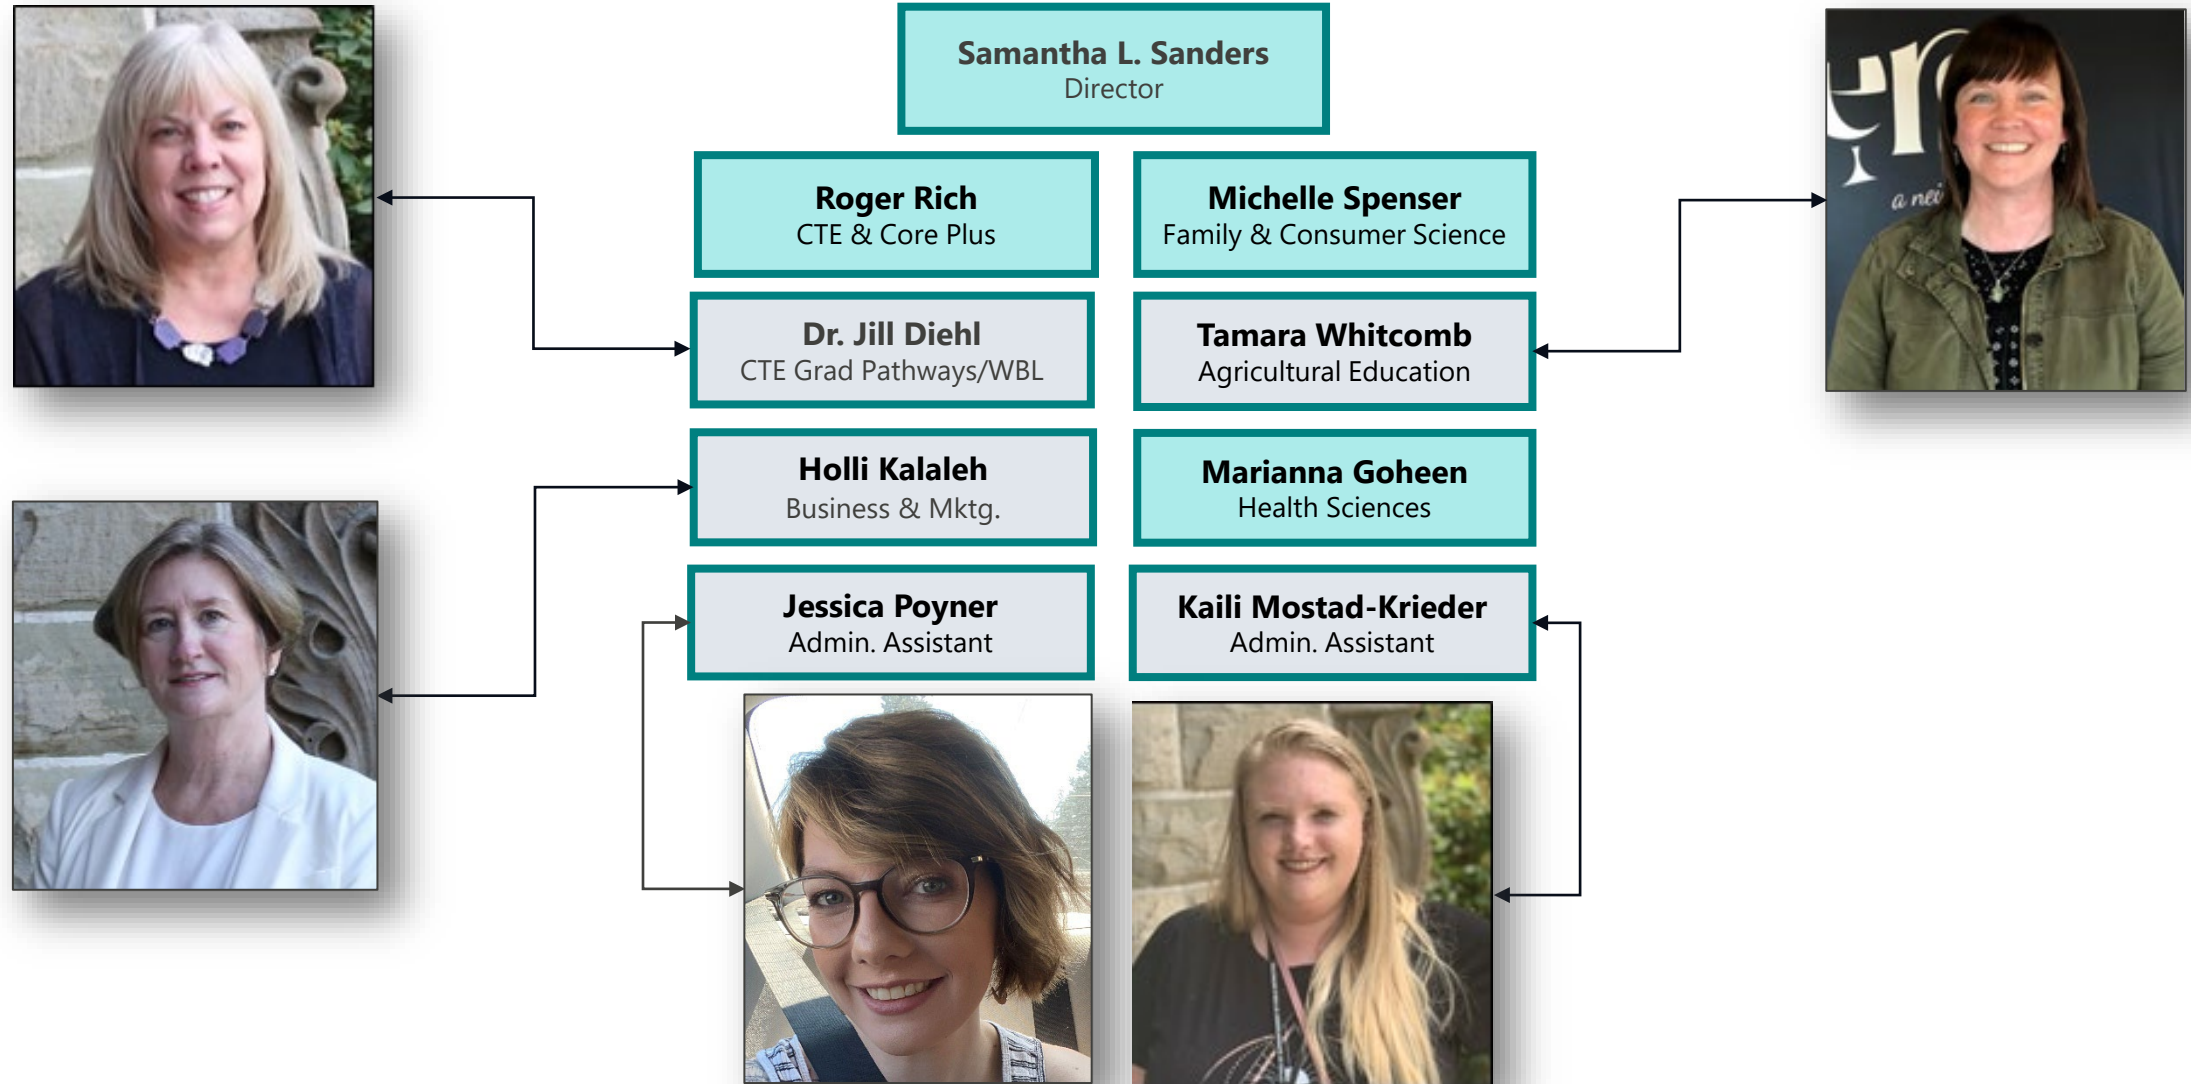 Samantha L. Sanders
Director
Roger Rich
CTE & Core Plus
Michelle Spenser
Family & Consumer Science
Dr. Jill Diehl
CTE Grad Pathways/WBL
Tamara Whitcomb
Agricultural Education
Holli Kalaleh
Business & Mktg.
Marianna Goheen
Health Sciences
Jessica Poyner
Admin. Assistant
Kaili Mostad-Krieder
Admin. Assistant
a nei